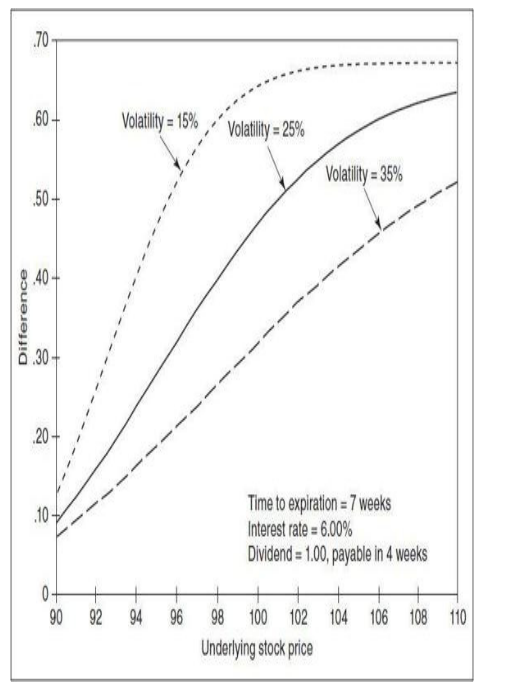 .70
.60
.50
.40
.30
.20
.10
0
Difference
Volatility = 15%
Volatility = 25%
Volatility = 35%
Time to expiration = 7 weeks
Interest rate = 6.00%
Dividend = 1.00, payable in 4 weeks
90 92 94 96 98 100 102 104 106 108 110
Underlying stock price